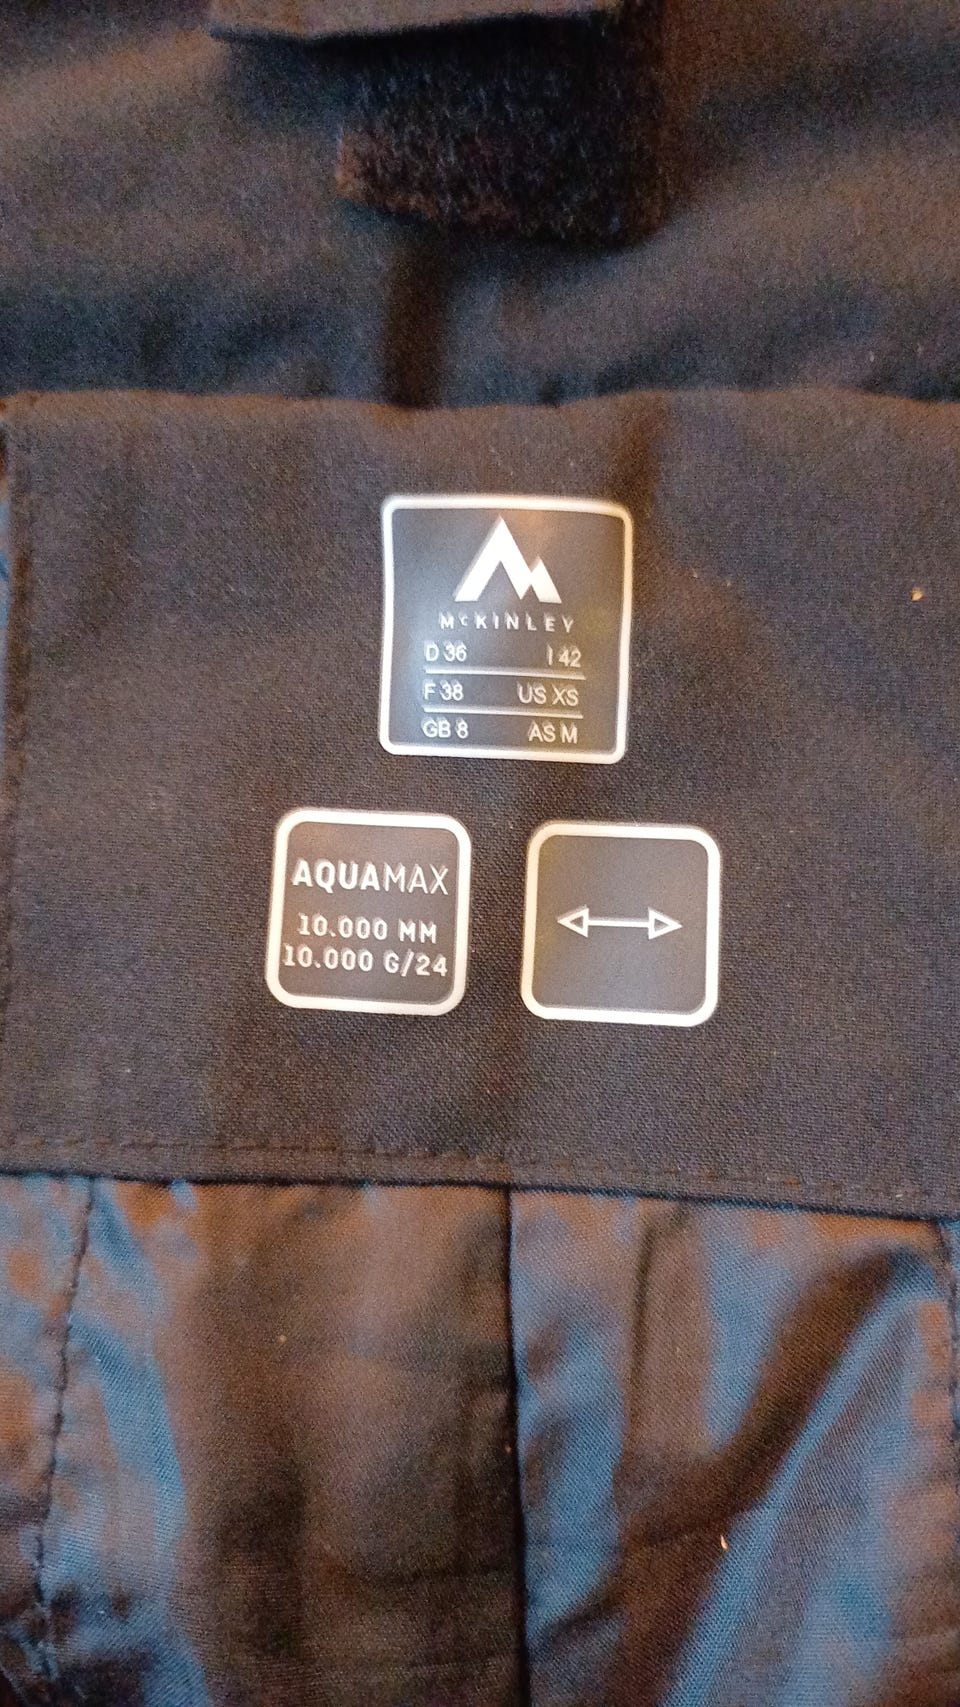 McKINLEY
D 36 I 42
F 38 US XS
GB 8 AS M
AQUAMAX
10.000 MM
10.000 G/24